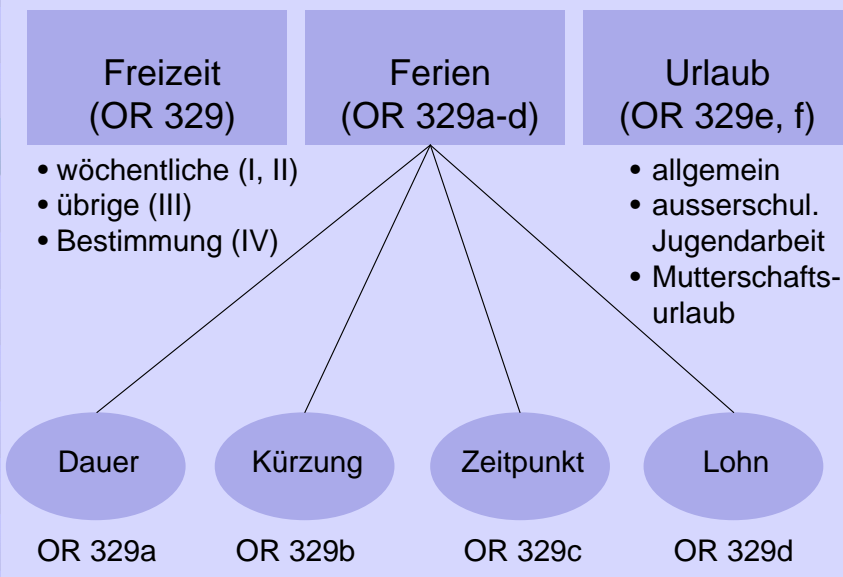 Freizeit
(OR 329)
• wöchentliche (I, II)
• übrige (III)
• Bestimmung (IV)
Ferien
(OR 329a-d)
Urlaub
(OR 329e, f)
• allgemein
• ausserschul.
Jugendarbeit
• Mutterschafts-
urlaub
Dauer
Kürzung
Zeitpunkt
Lohn
OR 329a
OR 329b
OR 329c
OR 329d